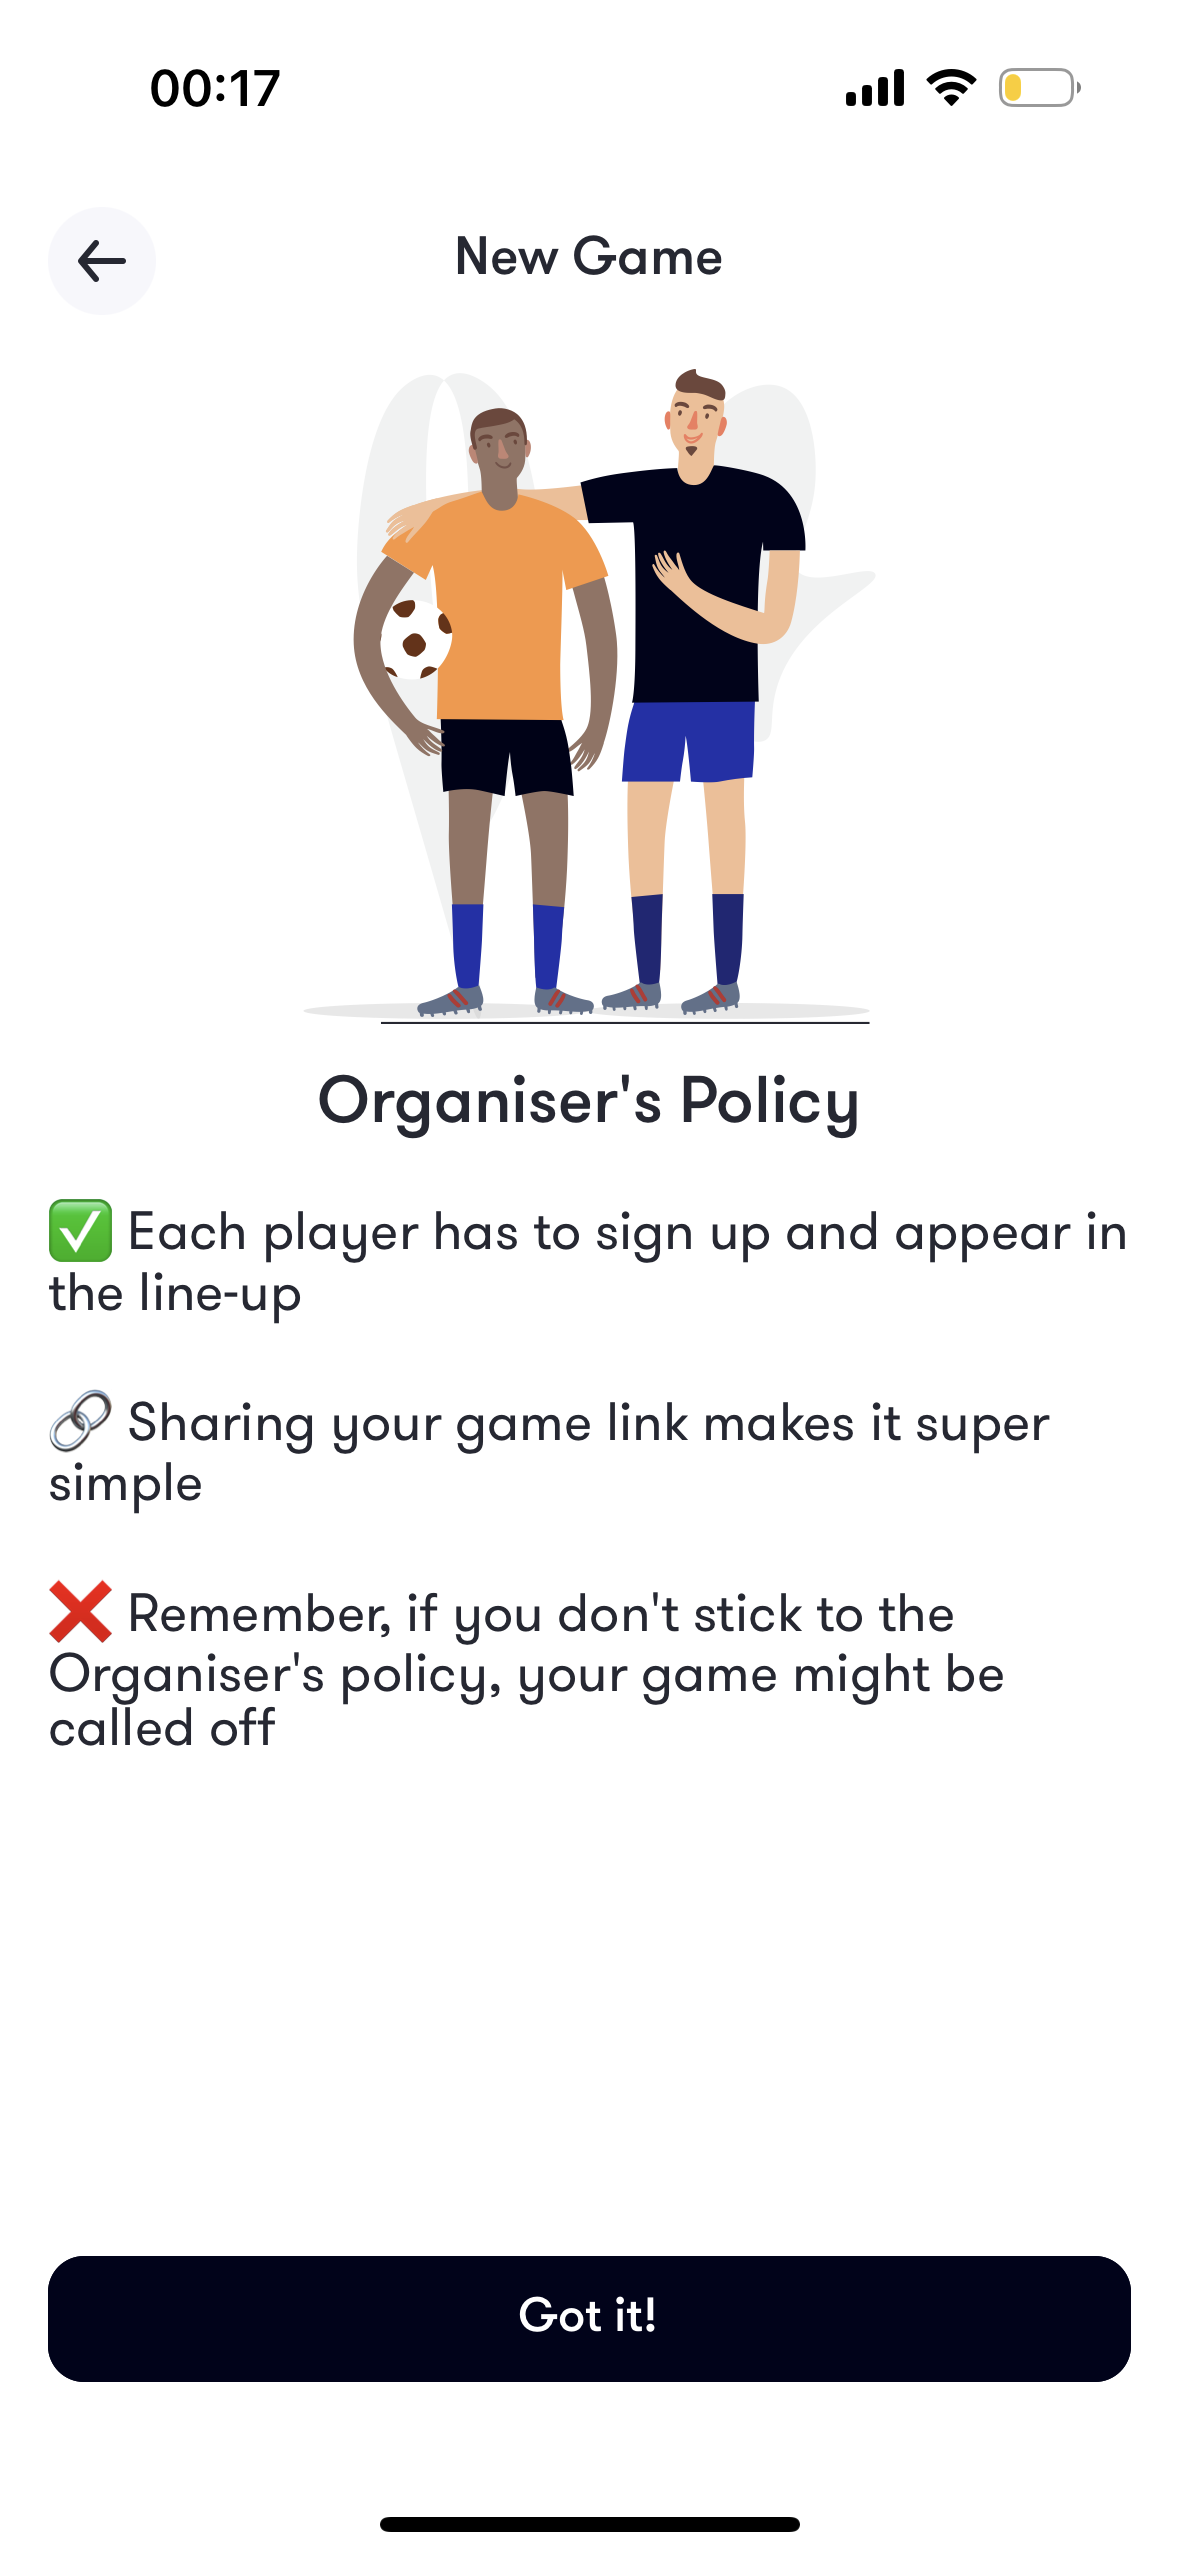 00:17
New Game
Organiser's Policy
✅ Each player has to sign up and appear in
the line-up
🔗 Sharing your game link makes it super
simple
❌ Remember, if you don't stick to the
Organiser's policy, your game might be
called off
Got it!